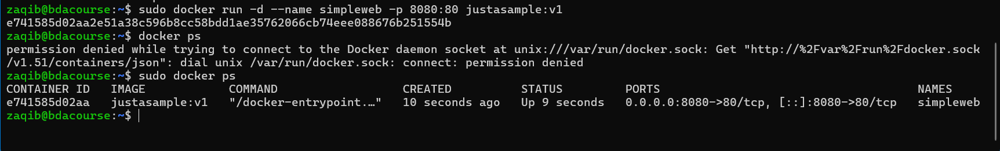 zaqib@bdacourse:~$ sudo docker run -d --name simpleweb -p 8080:80 justasample:v1
e741585d02aa2e51a38c596b8cc58bdd1ae35762066cb74eee088676b251554b
zaqib@bdacourse:~$ docker ps
permission denied while trying to connect to the Docker daemon socket at unix:///var/run/docker.sock: Get "http://%2Fvar%2Frun%2Fdocker.sock
/v1.51/containers/json": dial unix /var/run/docker.sock: connect: permission denied
zaqib@bdacourse:~$ sudo docker ps
CONTAINER ID   IMAGE            COMMAND                  CREATED          STATUS         PORTS                                     NAMES
e741585d02aa   justasample:v1   "/docker-entrypoint.…"   10 seconds ago   Up 9 seconds   0.0.0.0:8080->80/tcp, [::]:8080->80/tcp   simpleweb
zaqib@bdacourse:~$